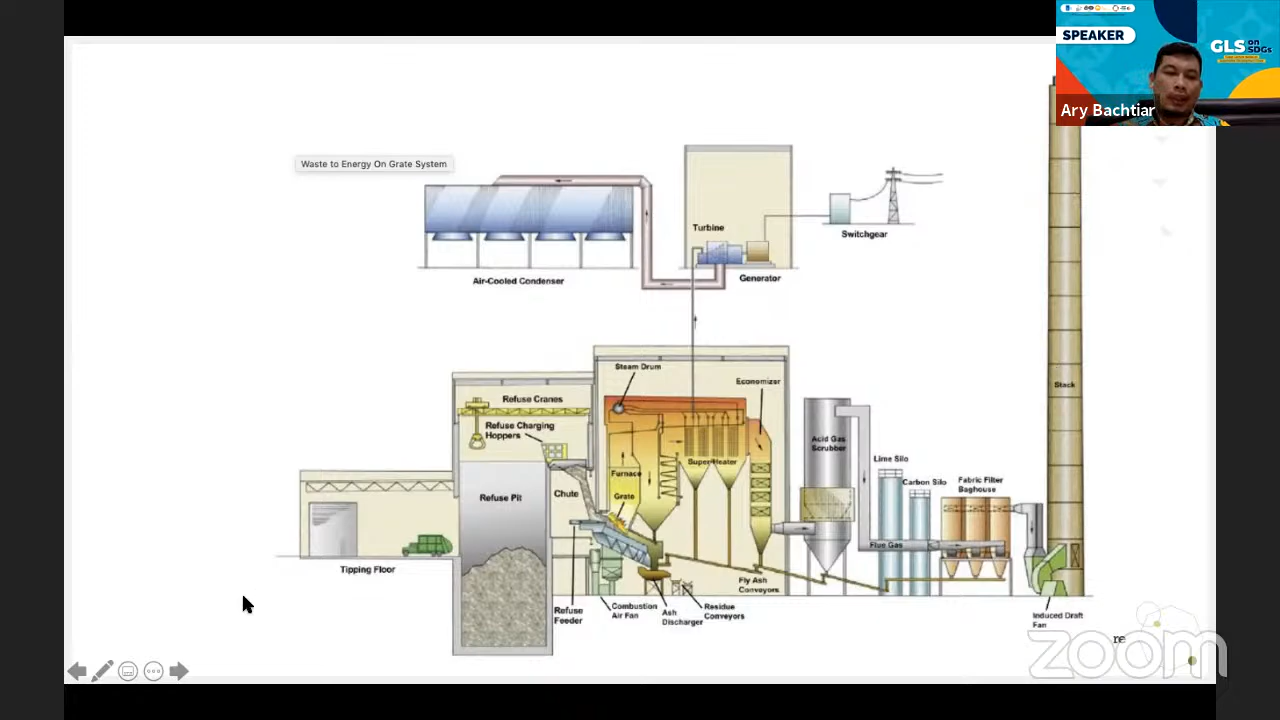 SPEAKER
GLS on SDGs
Ary Bachtiar
Waste to Energy On Grate System
Turbine
Switchgear
Air-Cooled Condenser
Generator
Steam Drum
Economizer
Refuse Cranes
Stack
Refuse Charging
Hoppers
Acid Gas
Scrubber
Super Heater
Lime Silo
Furnace
Carbon Silo
Fabric Filter
Baghouse
Refuse Pit
Chute
Grate
Flue Gas
Tipping Floor
Fly Ash
Conveyors
Refuse
Feeder
Combustion
Air Fan
Ash
Discharger
Residue
Conveyors
Induced Draft
Fan
re
zoom